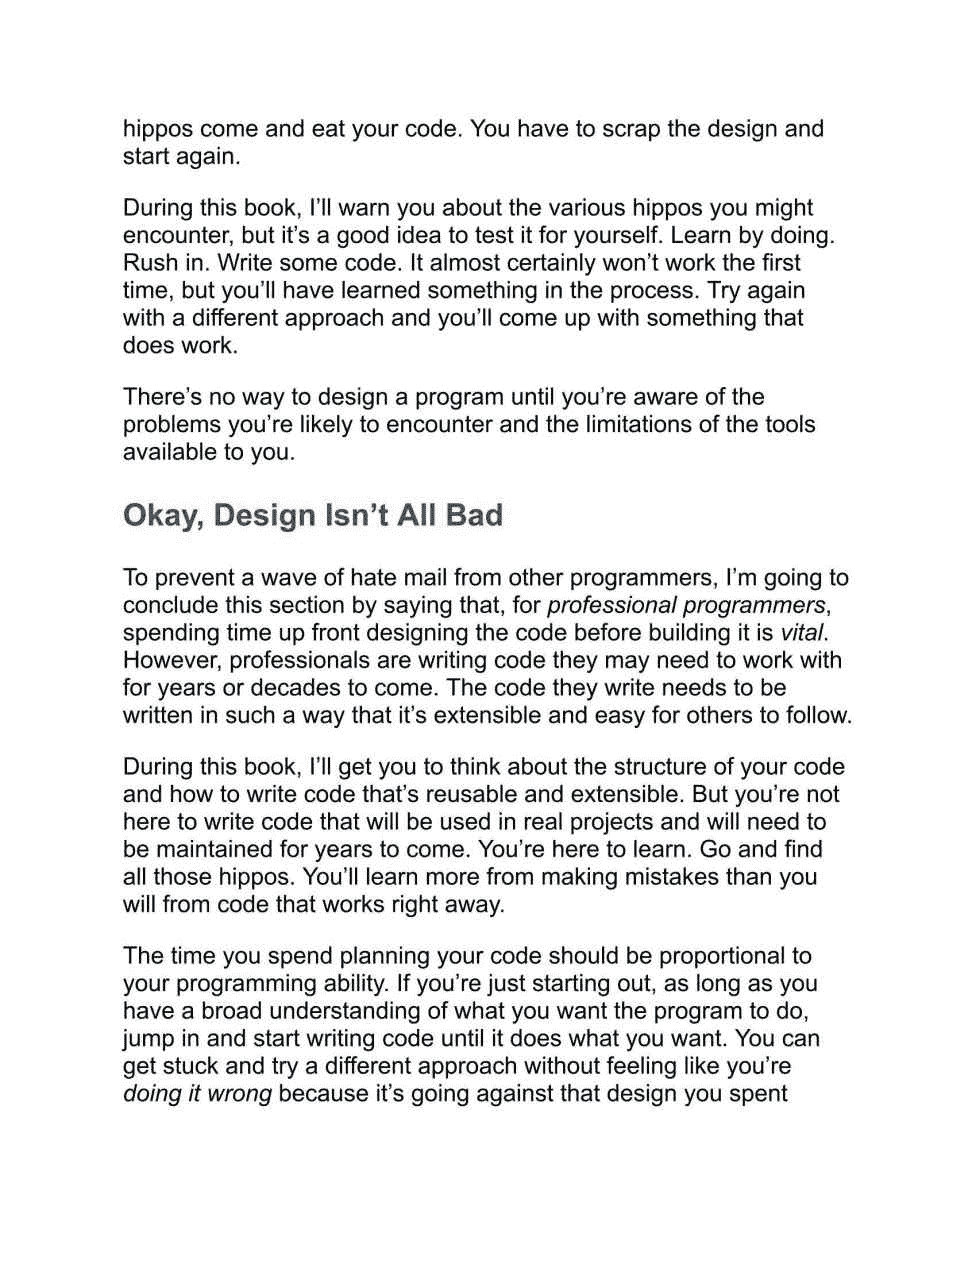 hippos come and eat your code. You have to scrap the design and
start again.
During this book, I’ll warn you about the various hippos you might
encounter, but it’s a good idea to test it for yourself. Learn by doing.
Rush in. Write some code. It almost certainly won’t work the first
time, but you’ll have learned something in the process. Try again
with a different approach and you’ll come up with something that
does work.
There’s no way to design a program until you’re aware of the
problems you’re likely to encounter and the limitations of the tools
available to you.
Okay, Design Isn’t All Bad
To prevent a wave of hate mail from other programmers, I’m going to
conclude this section by saying that, for professional programmers,
spending time up front designing the code before building it is vital.
However, professionals are writing code they may need to work with
for years or decades to come. The code they write needs to be
written in such a way that it’s extensible and easy for others to follow.
During this book, I’ll get you to think about the structure of your code
and how to write code that’s reusable and extensible. But you’re not
here to write code that will be used in real projects and will need to
be maintained for years to come. You’re here to learn. Go and find
all those hippos. You’ll learn more from making mistakes than you
will from code that works right away.
The time you spend planning your code should be proportional to
your programming ability. If you’re just starting out, as long as you
have a broad understanding of what you want the program to do,
jump in and start writing code until it does what you want. You can
get stuck and try a different approach without feeling like you’re
doing it wrong because it’s going against that design you spent